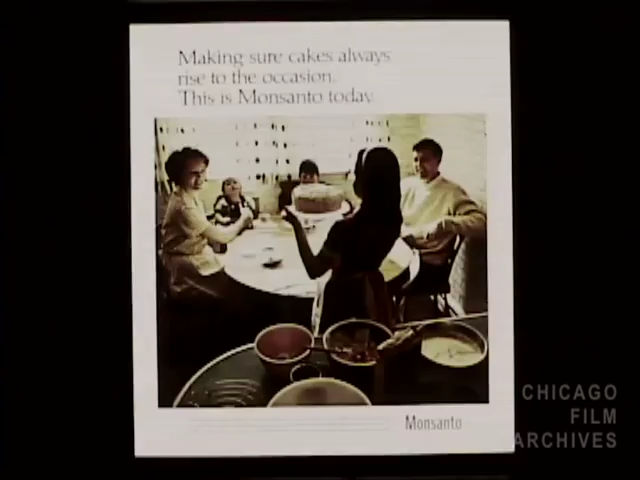 Making sure cakes always
rise to the occasion.
This is Monsanto today.
Monsanto
CHICAGO
FILM
ARCHIVES